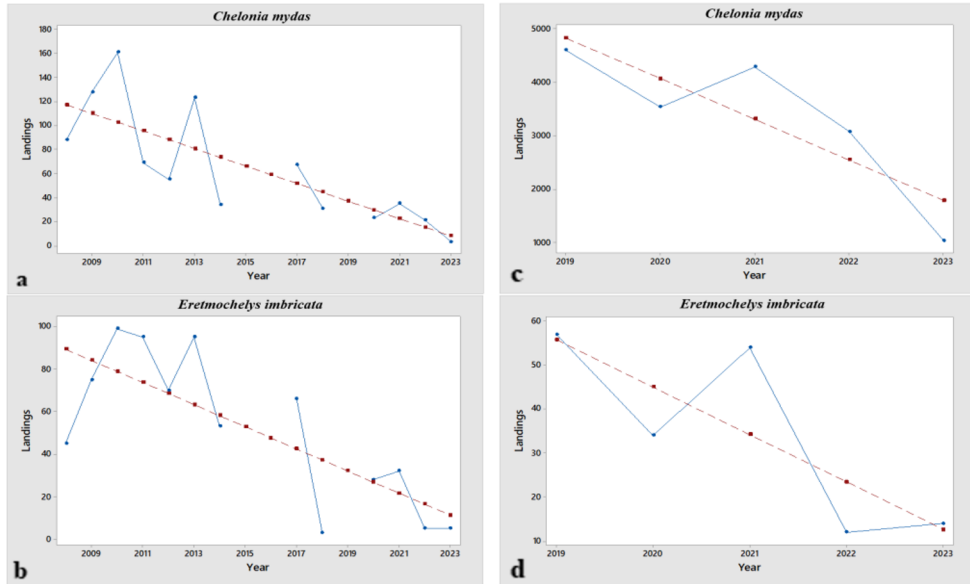 Chelonia mydas
180
160
140
120
100
80
60
40
20
0
Landings
2009 2011 2013 2015 2017 2019 2021 2023
Year
a
Chelonia mydas
5000
4000
3000
2000
1000
Landings
2019 2020 2021 2022 2023
Year
c
Eretmochelys imbricata
100
80
60
40
20
0
Landings
2009 2011 2013 2015 2017 2019 2021 2023
Year
b
Eretmochelys imbricata
60
50
40
30
20
10
Landings
2019 2020 2021 2022 2023
Year
d